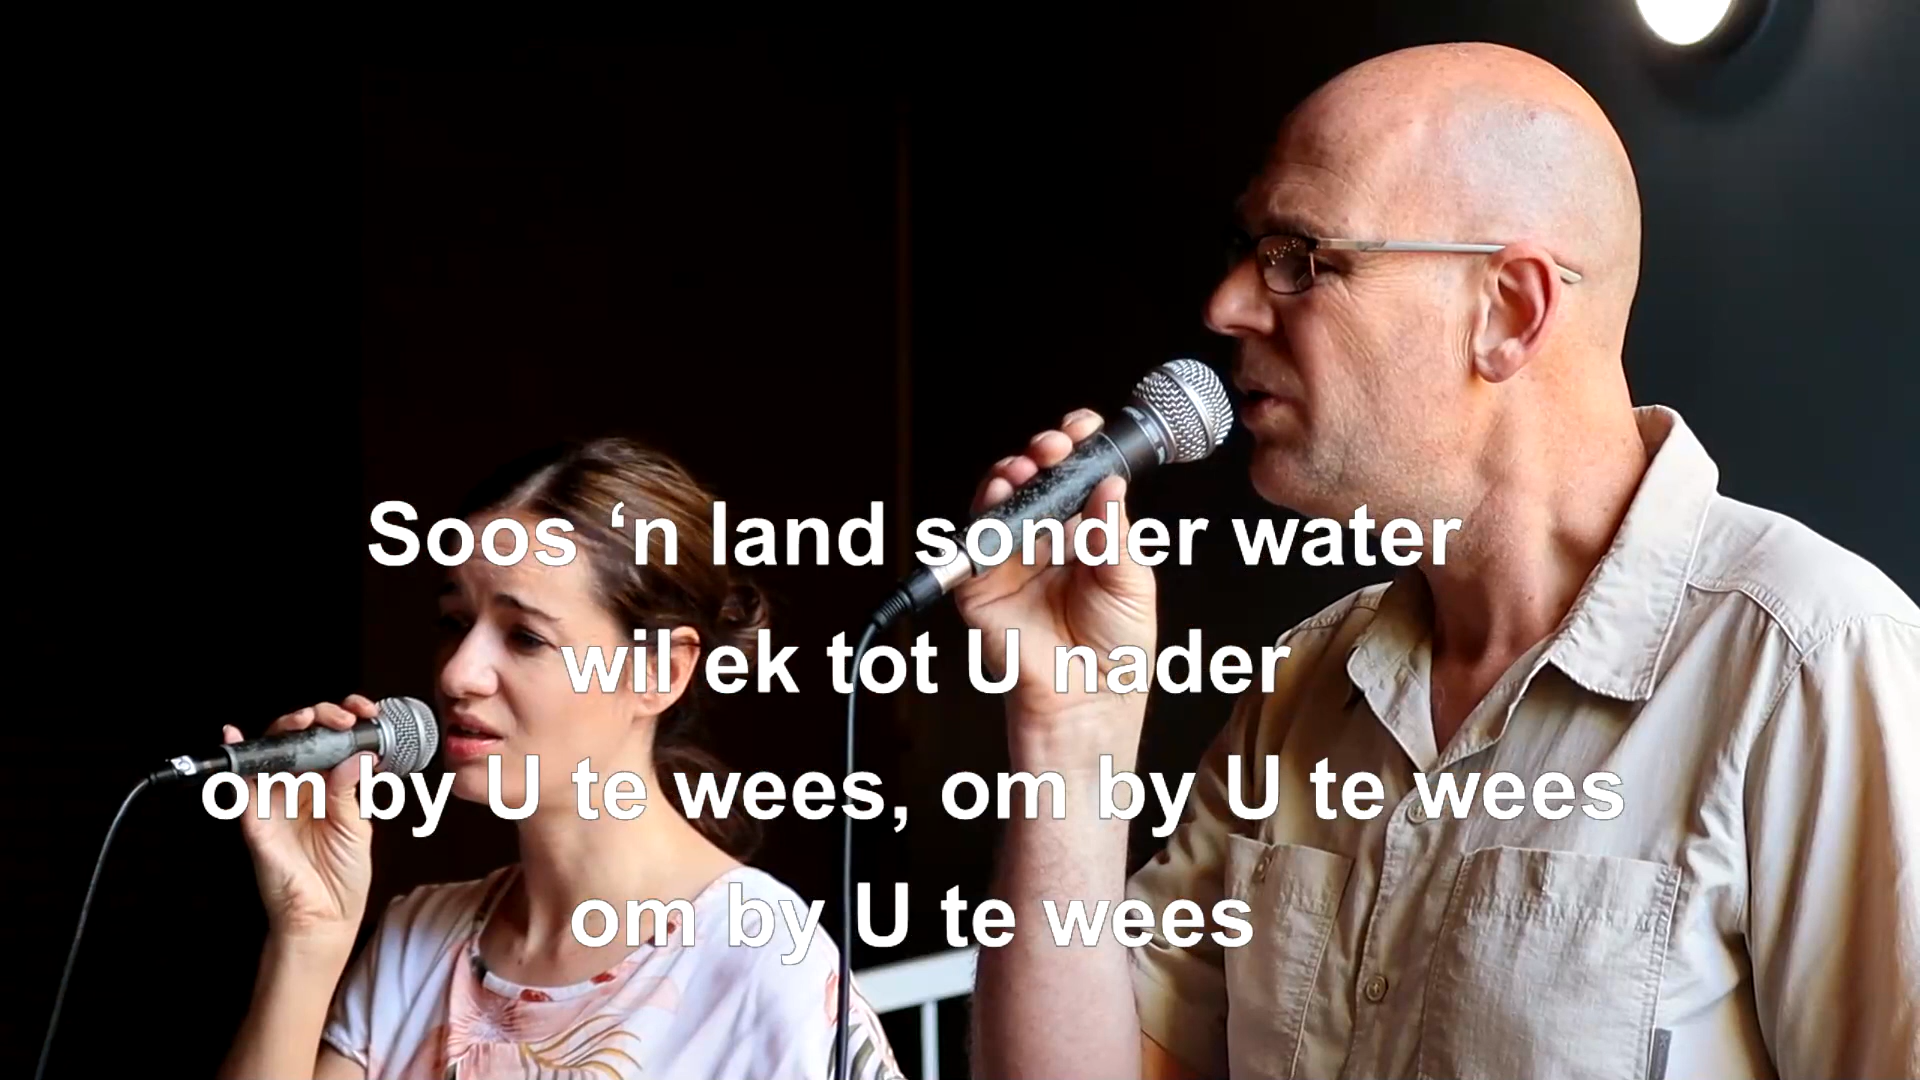 Soos ‘n land sonder water
wil ek tot U nader
om by U te wees, om by U te wees
om by U te wees